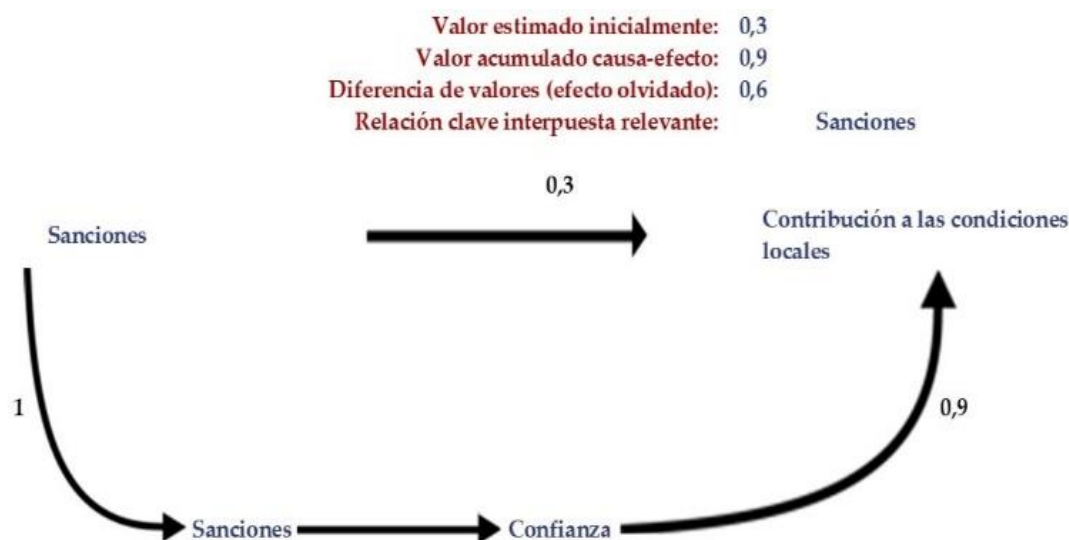 Valor estimado inicialmente: 0,3
Valor acumulado causa-efecto: 0,9
Diferencia de valores (efecto olvidado): 0,6
Relación clave interpuesta relevante: Sanciones
0,3
Sanciones
Contribución a las condiciones
locales
1
0,9
Sanciones
Confianza